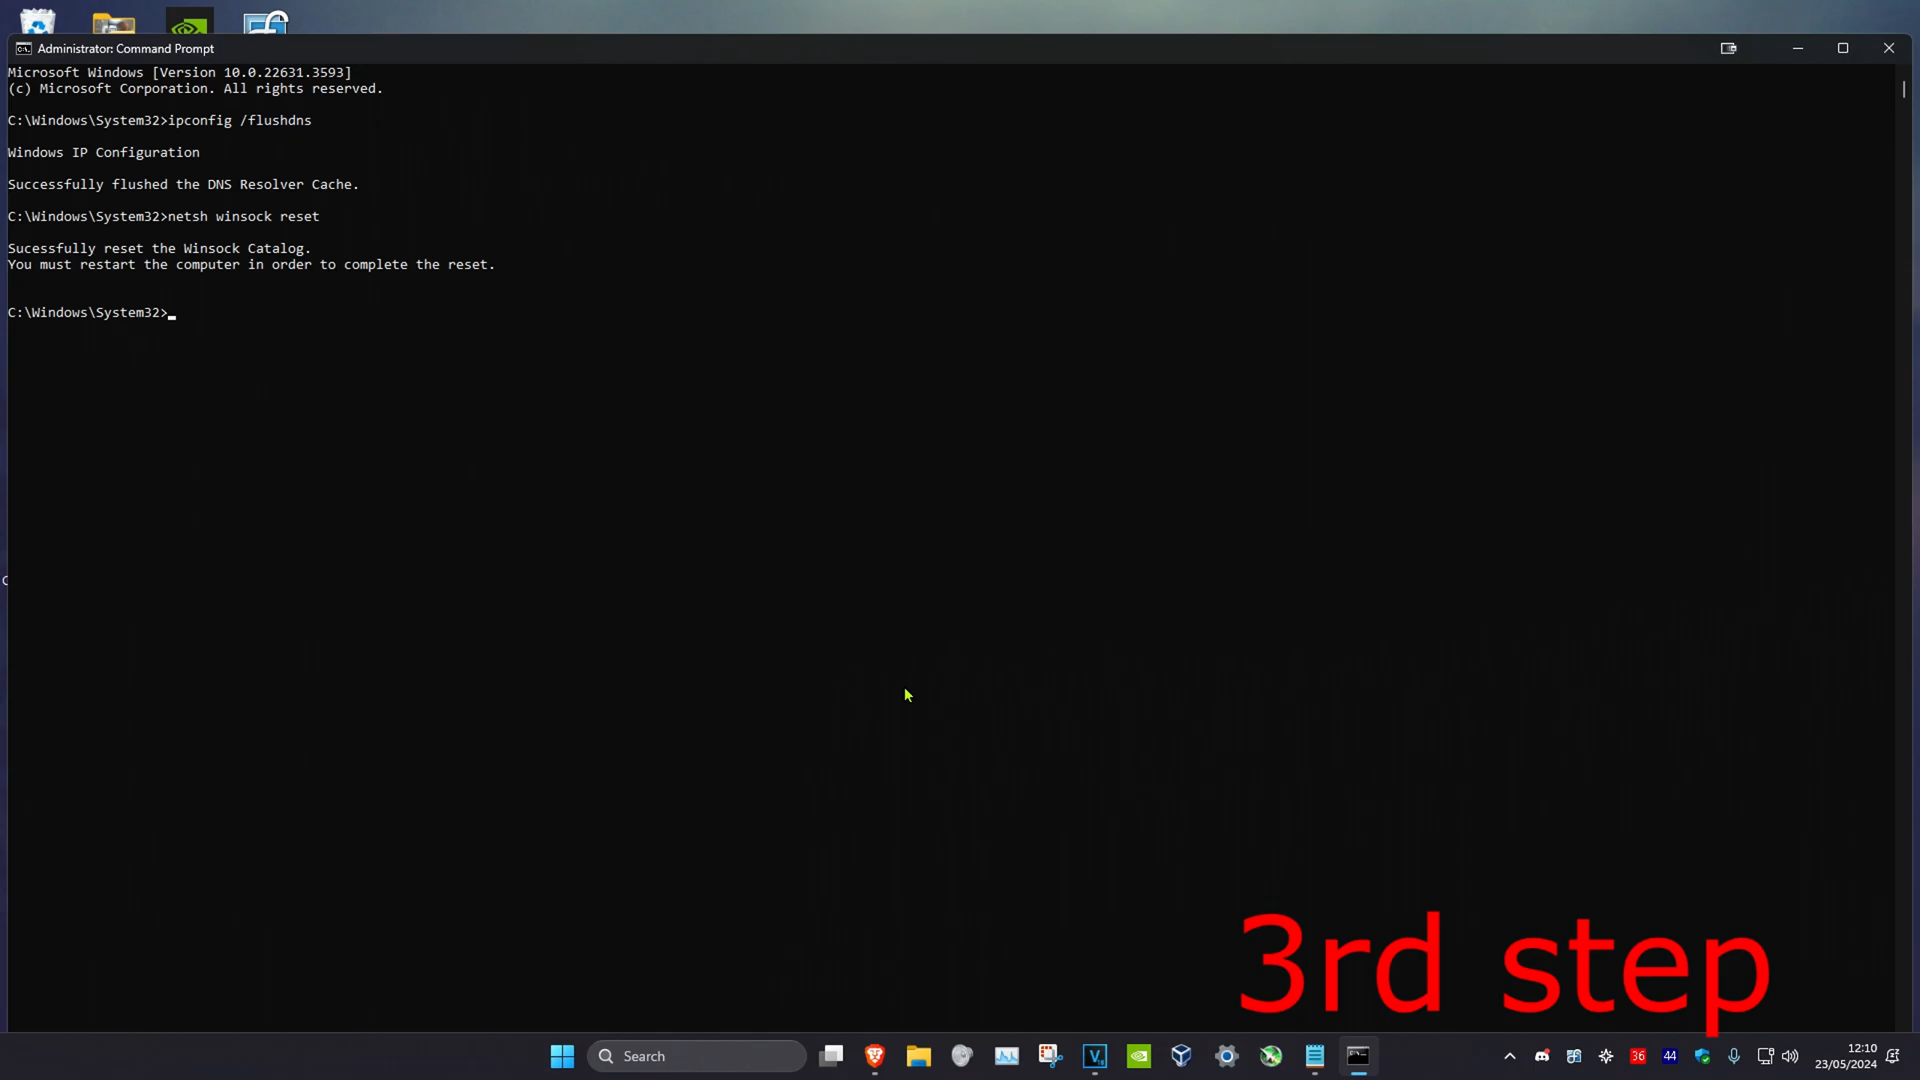 Administrator: Command Prompt
Microsoft Windows [Version 10.0.22631.3593]
(c) Microsoft Corporation. All rights reserved.
C:\Windows\System32>ipconfig /flushdns
Windows IP Configuration
Successfully flushed the DNS Resolver Cache.
C:\Windows\System32>netsh winsock reset
Sucessfully reset the Winsock Catalog.
You must restart the computer in order to complete the reset.
C:\Windows\System32>
3rd step
Search
36
44
12:10
23/05/2024